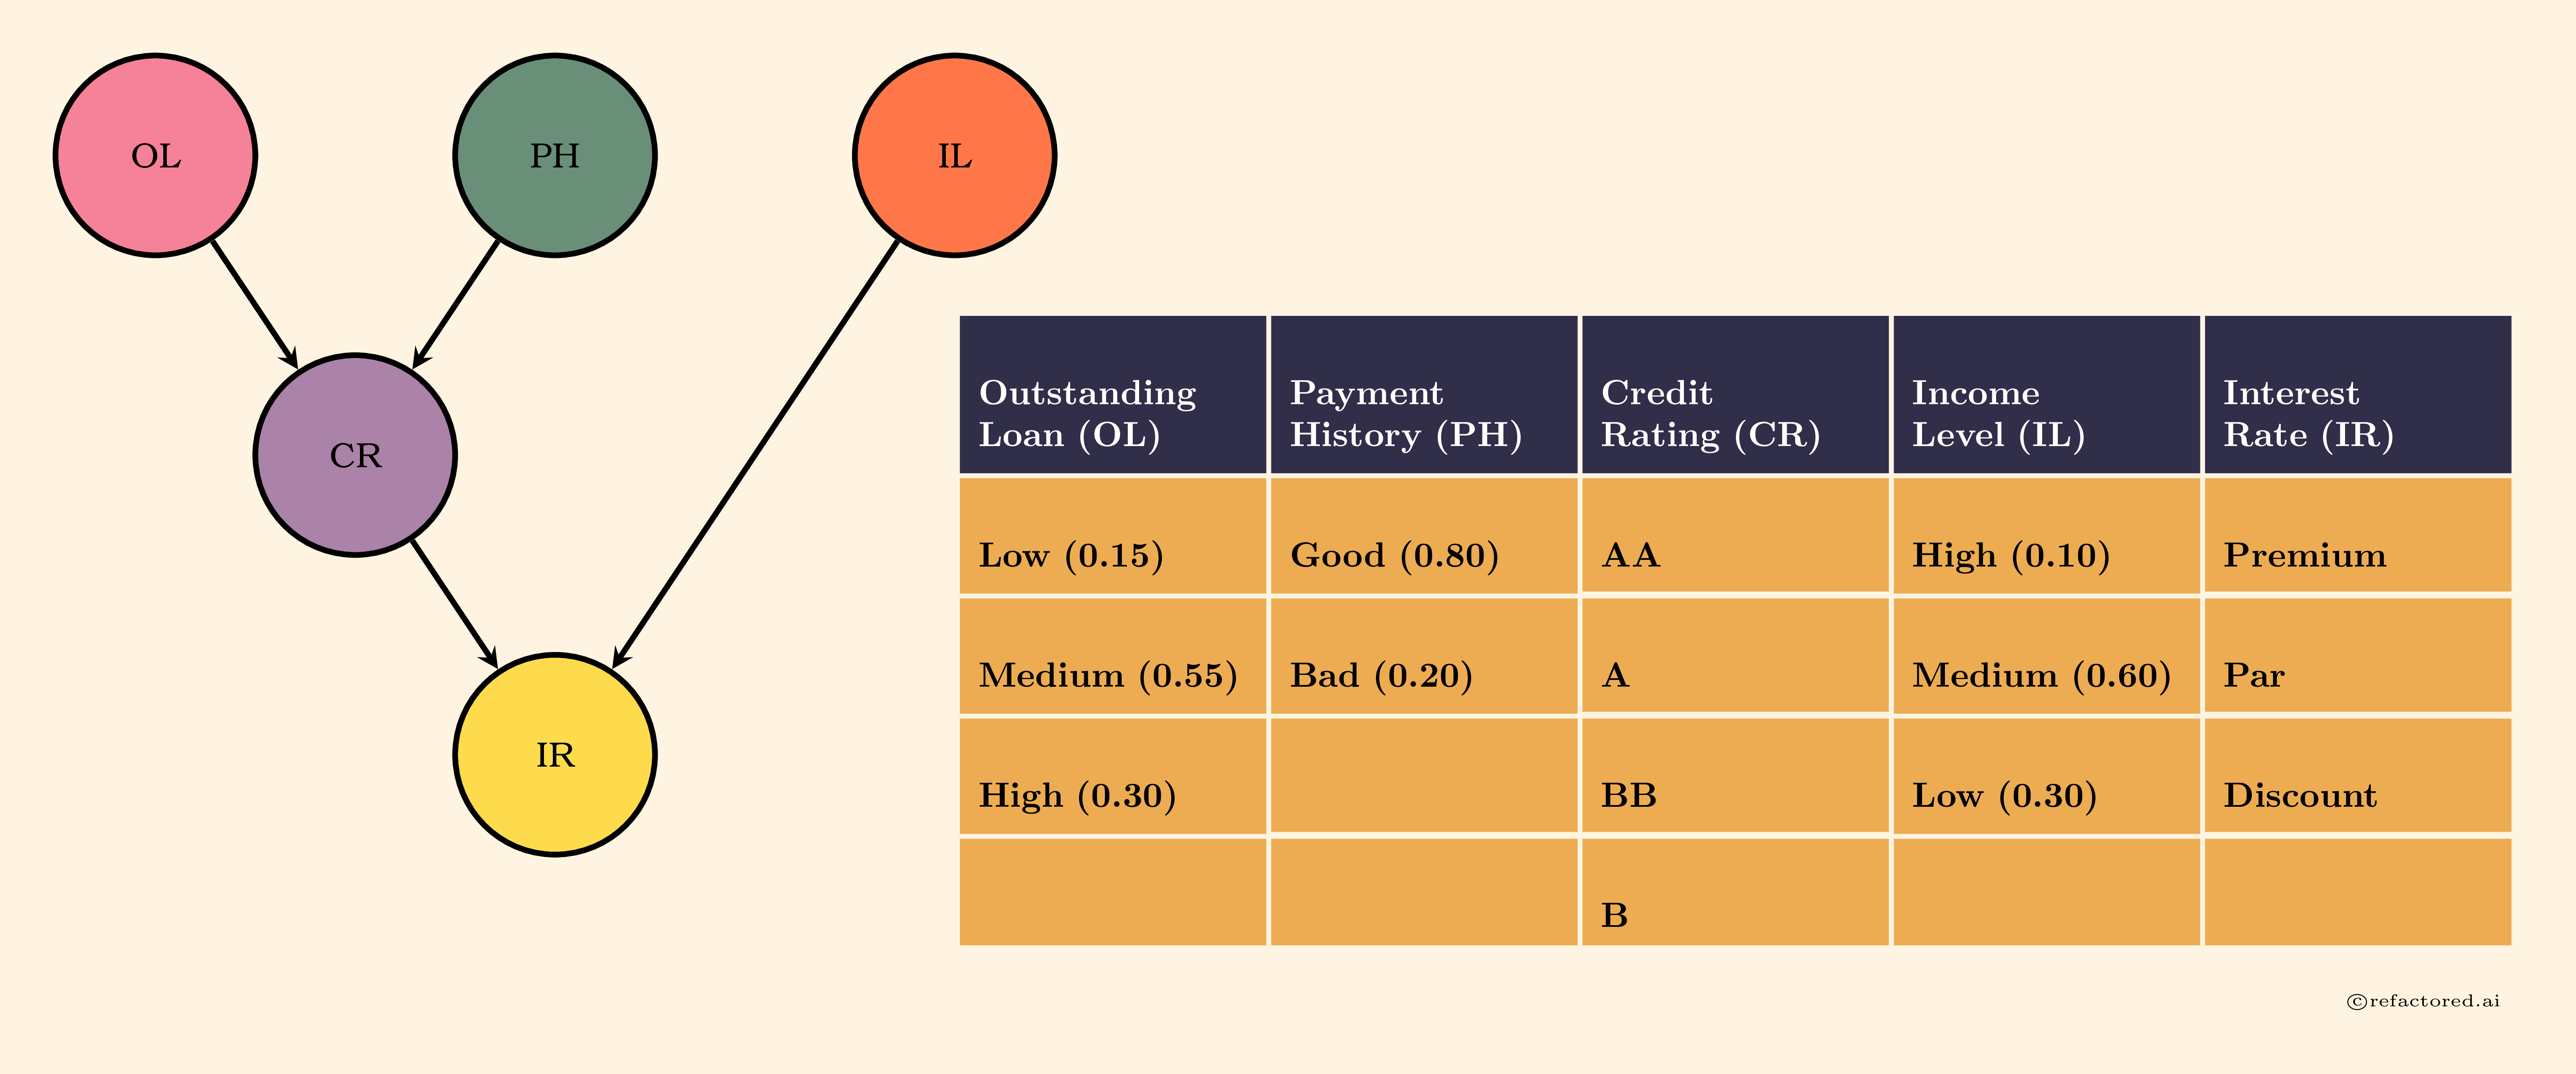 OL
PH
IL
CR
IR
Outstanding
Loan (OL)
Payment
History (PH)
Credit
Rating (CR)
Income
Level (IL)
Interest
Rate (IR)
Low (0.15)
Good (0.80)
AA
High (0.10)
Premium
Medium (0.55)
Bad (0.20)
A
Medium (0.60)
Par
High (0.30)
BB
Low (0.30)
Discount
B
©refactored.ai